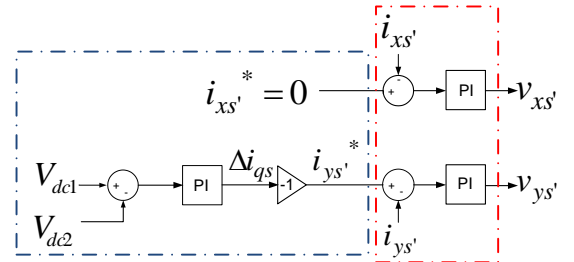 i_{xs'}
i_{xs'}^* = 0
+ -
PI
v_{xs'}
V_{dc1}
+ -
PI
Δi_{qs}
-1
i_{ys'}^*
+ -
PI
v_{ys'}
V_{dc2}
i_{ys'}